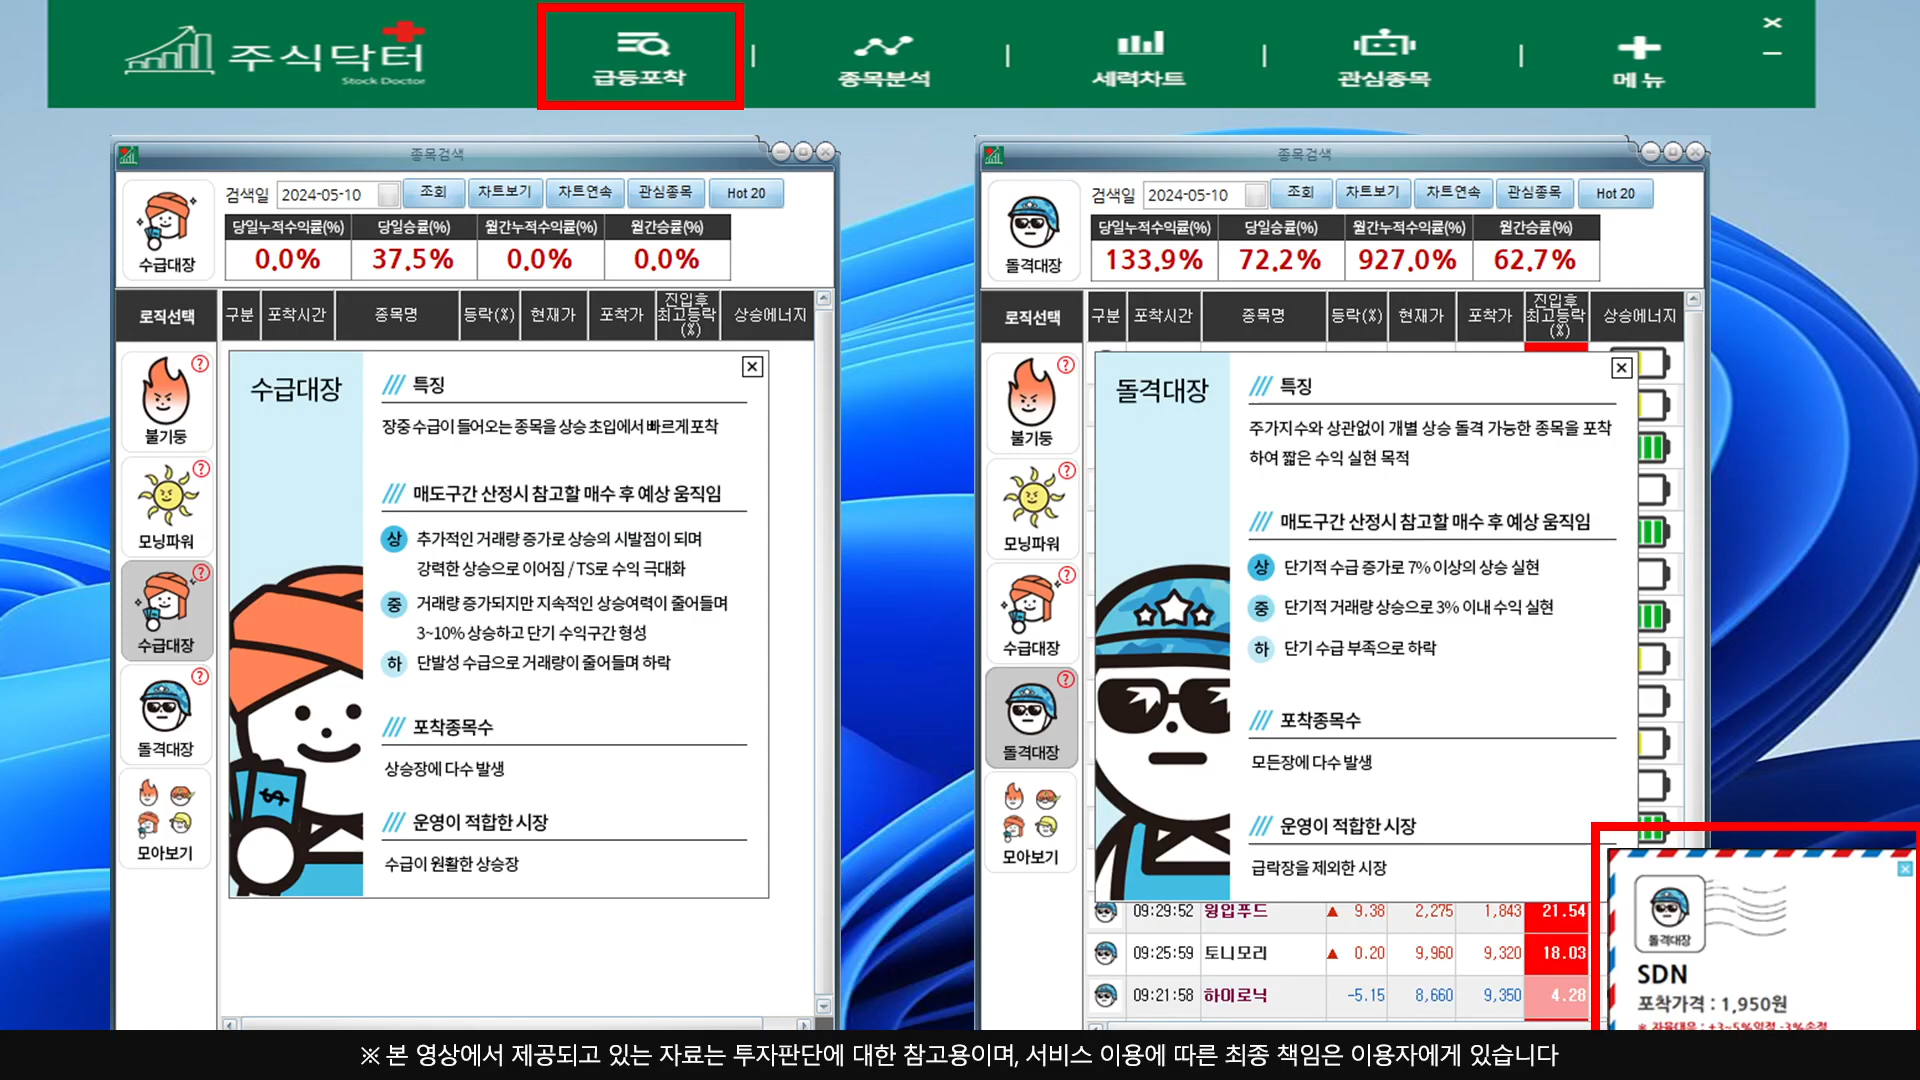 주식닥터
Stock Doctor
급등포착
종목분석
세력차트
관심종목
메뉴
종목검색
수급대장
검색일 2024-05-10 조회 차트보기 차트연속 관심종목 Hot 20
당일누적수익률(%) 당일승률(%) 월간누적수익률(%) 월간승률(%)
0.0% 37.5% 0.0% 0.0%
로직선택 구분 포착시간 종목명 등락(%) 현재가 포착가 진입후 최고등락 (%) 상승에너지
불기둥
모닝파워
수급대장
돌격대장
모아보기
수급대장
/// 특징
장중 수급이 들어오는 종목을 상승 초입에서 빠르게 포착
/// 매도구간 산정시 참고할 매수 후 예상 움직임
상 추가적인 거래량 증가로 상승의 시발점이 되며
강력한 상승으로 이어짐 / TS로 수익 극대화
중 거래량 증가되지만 지속적인 상승여력이 줄어들며
3~10% 상승하고 단기 수익구간 형성
하 단발성 수급으로 거래량이 줄어들며 하락
/// 포착종목수
상승장에 다수 발생
/// 운영이 적합한 시장
수급이 원활한 상승장
종목검색
돌격대장
검색일 2024-05-10 조회 차트보기 차트연속 관심종목 Hot 20
당일누적수익률(%) 당일승률(%) 월간누적수익률(%) 월간승률(%)
133.9% 72.2% 927.0% 62.7%
로직선택 구분 포착시간 종목명 등락(%) 현재가 포착가 진입후 최고등락 (%) 상승에너지
불기둥
모닝파워
수급대장
돌격대장
모아보기
돌격대장
/// 특징
주가지수와 상관없이 개별 상승 돌격 가능한 종목을 포착
하여 짧은 수익 실현 목적
/// 매도구간 산정시 참고할 매수 후 예상 움직임
상 단기적 수급 증가로 7% 이상의 상승 실현
중 단기적 거래량 상승으로 3% 이내 수익 실현
하 단기 수급 부족으로 하락
/// 포착종목수
모든장에 다수 발생
/// 운영이 적합한 시장
급락장을 제외한 시장
09:29:52 윙입푸드 ▲ 9.38 2,275 1,843 21.54
09:25:59 토니모리 ▲ 0.20 9,960 9,320 18.03
09:21:58 하이로닉 -5.15 8,660 9,350 4.28
돌격대장
SDN
포착가격 : 1,950원
※ 본 영상에서 제공되고 있는 자료는 투자판단에 대한 참고용이며, 서비스 이용에 따른 최종 책임은 이용자에게 있습니다